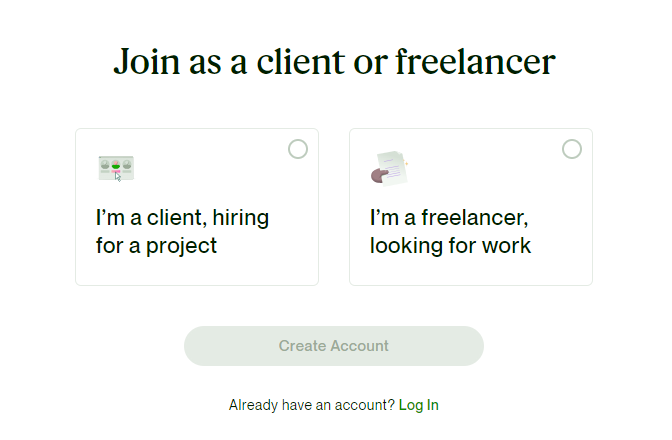 Join as a client or freelancer
I’m a client, hiring
for a project
I’m a freelancer,
looking for work
Create Account
Already have an account? Log In